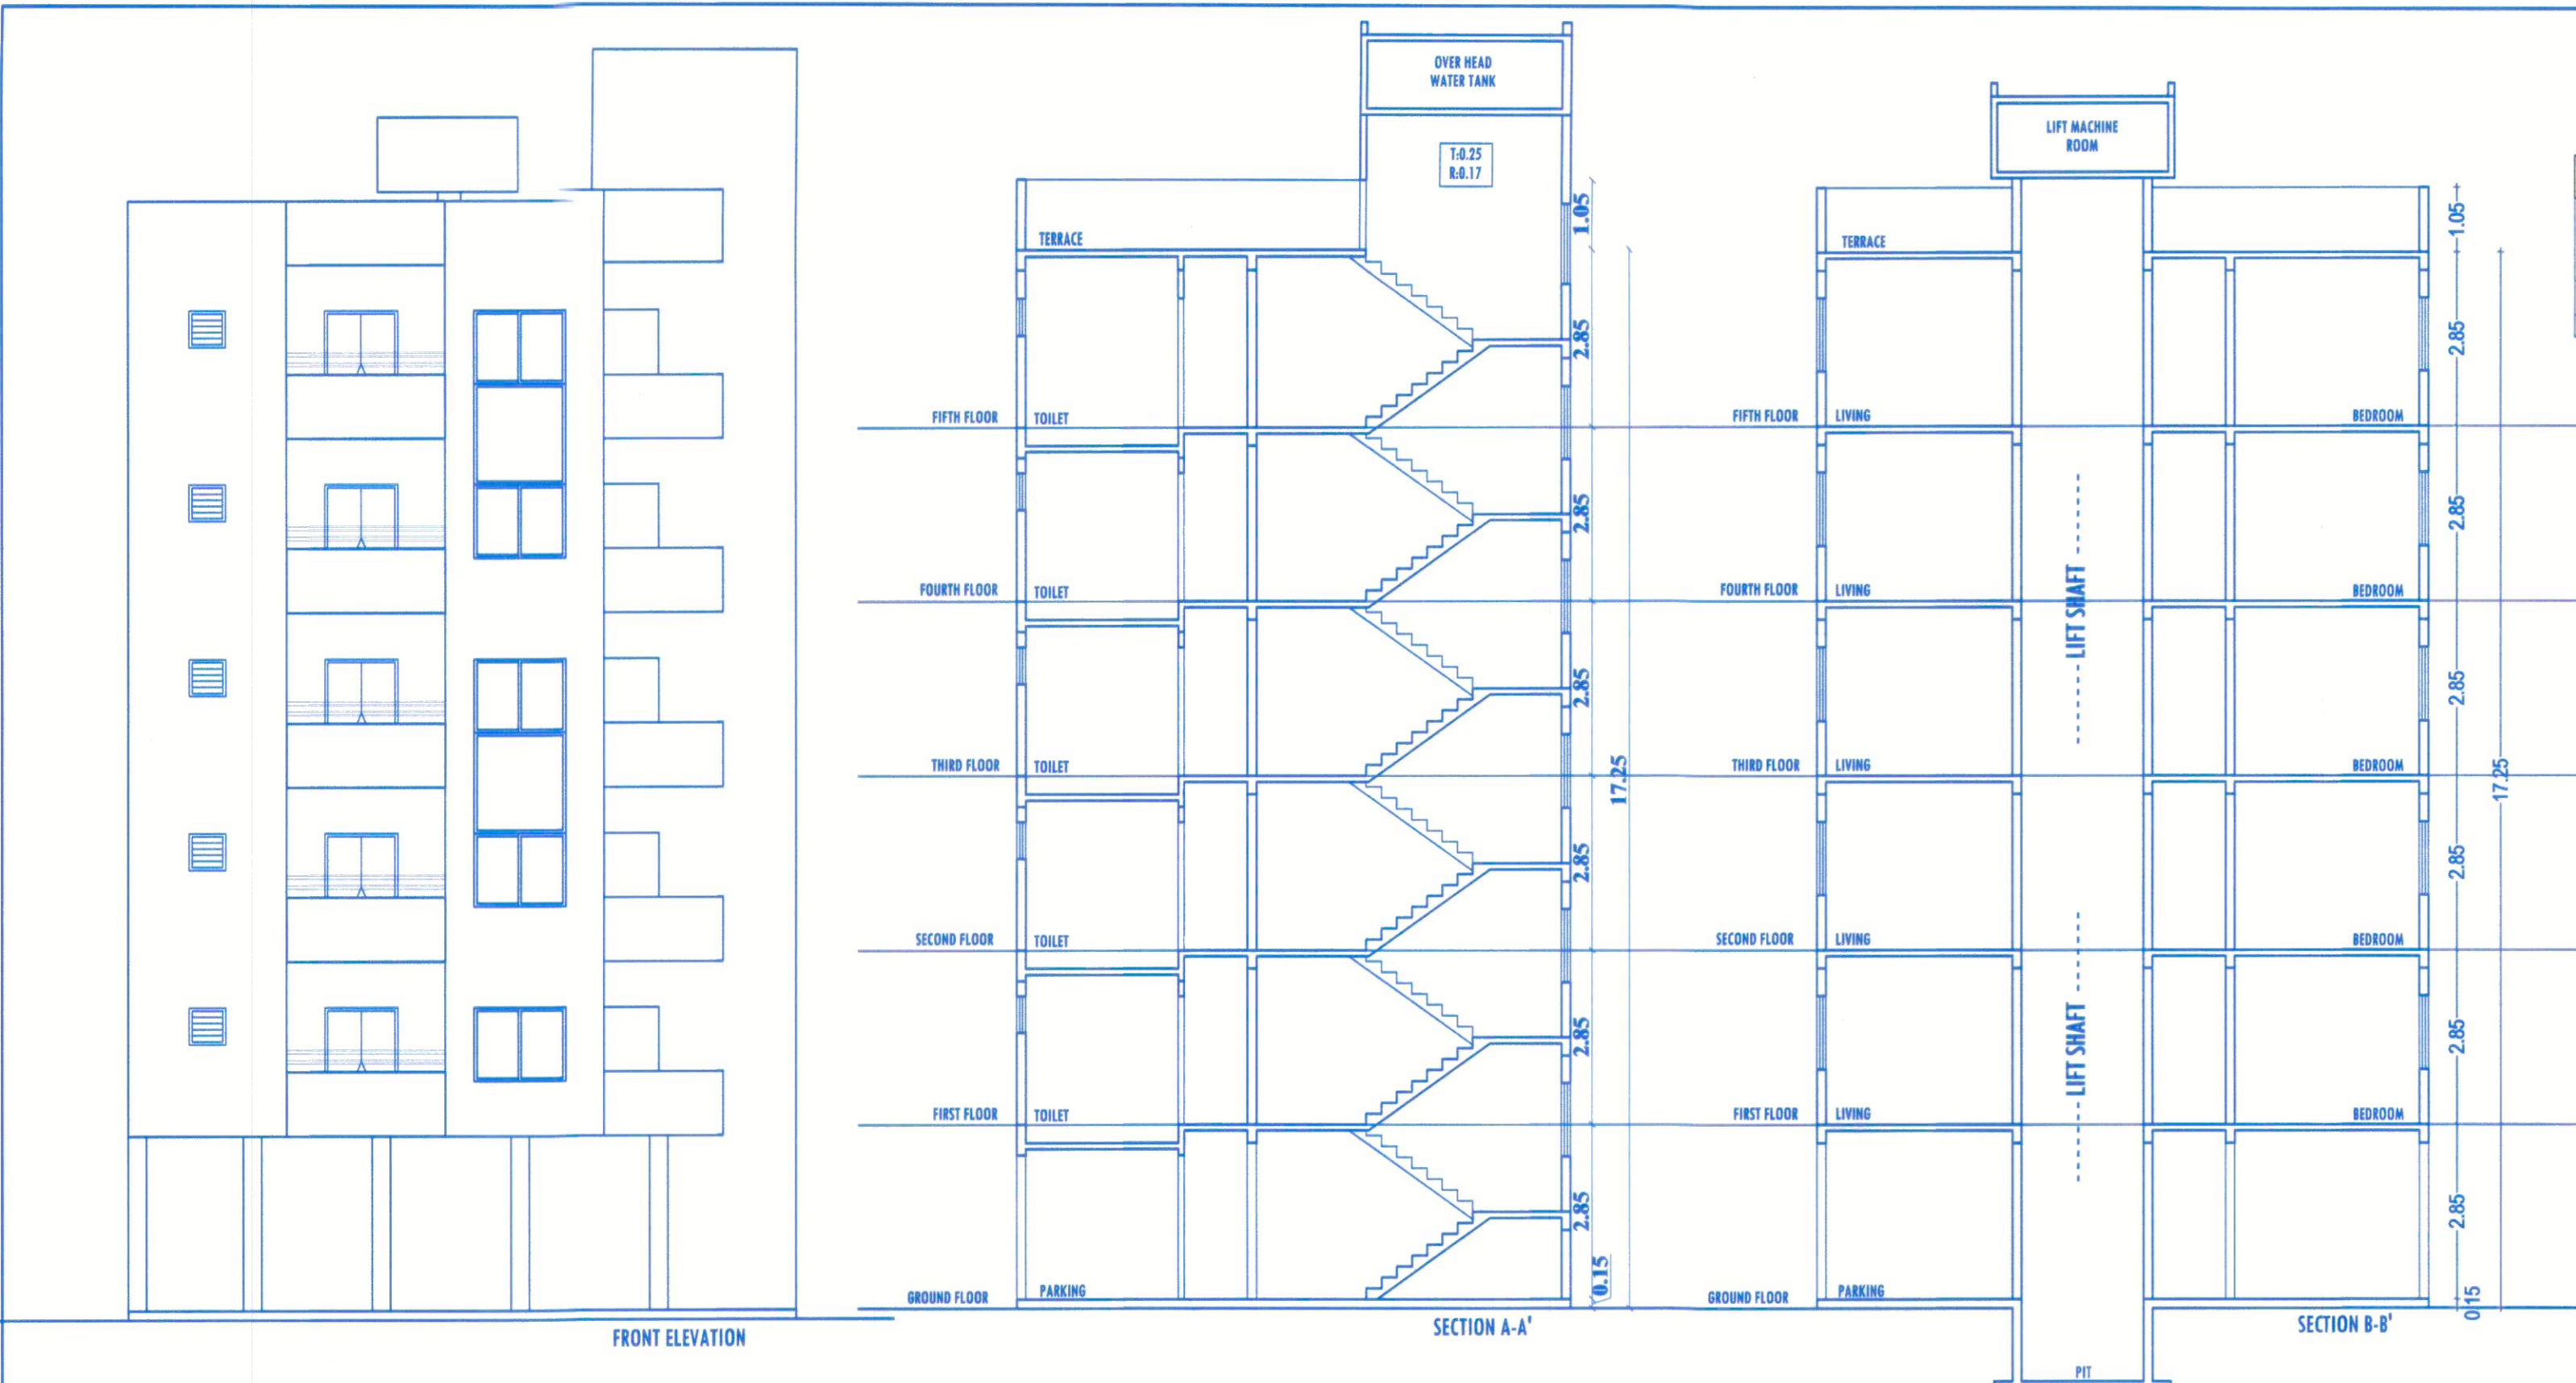 OVER HEAD
WATER TANK
T:0.25
R:0.17
1.05
TERRACE
2.85
FIFTH FLOOR
TOILET
2.85
FOURTH FLOOR
TOILET
2.85
THIRD FLOOR
TOILET
17.25
2.85
SECOND FLOOR
TOILET
2.85
FIRST FLOOR
TOILET
2.85
0.15
PARKING
GROUND FLOOR
LIFT MACHINE
ROOM
1.05
TERRACE
2.85
FIFTH FLOOR
LIVING
BEDROOM
2.85
LIFT SHAFT
FOURTH FLOOR
LIVING
BEDROOM
2.85
THIRD FLOOR
LIVING
BEDROOM
17.25
2.85
SECOND FLOOR
LIVING
BEDROOM
2.85
LIFT SHAFT
FIRST FLOOR
LIVING
BEDROOM
2.85
PARKING
GROUND FLOOR
0.15
FRONT ELEVATION
SECTION A-A'
SECTION B-B'
PIT